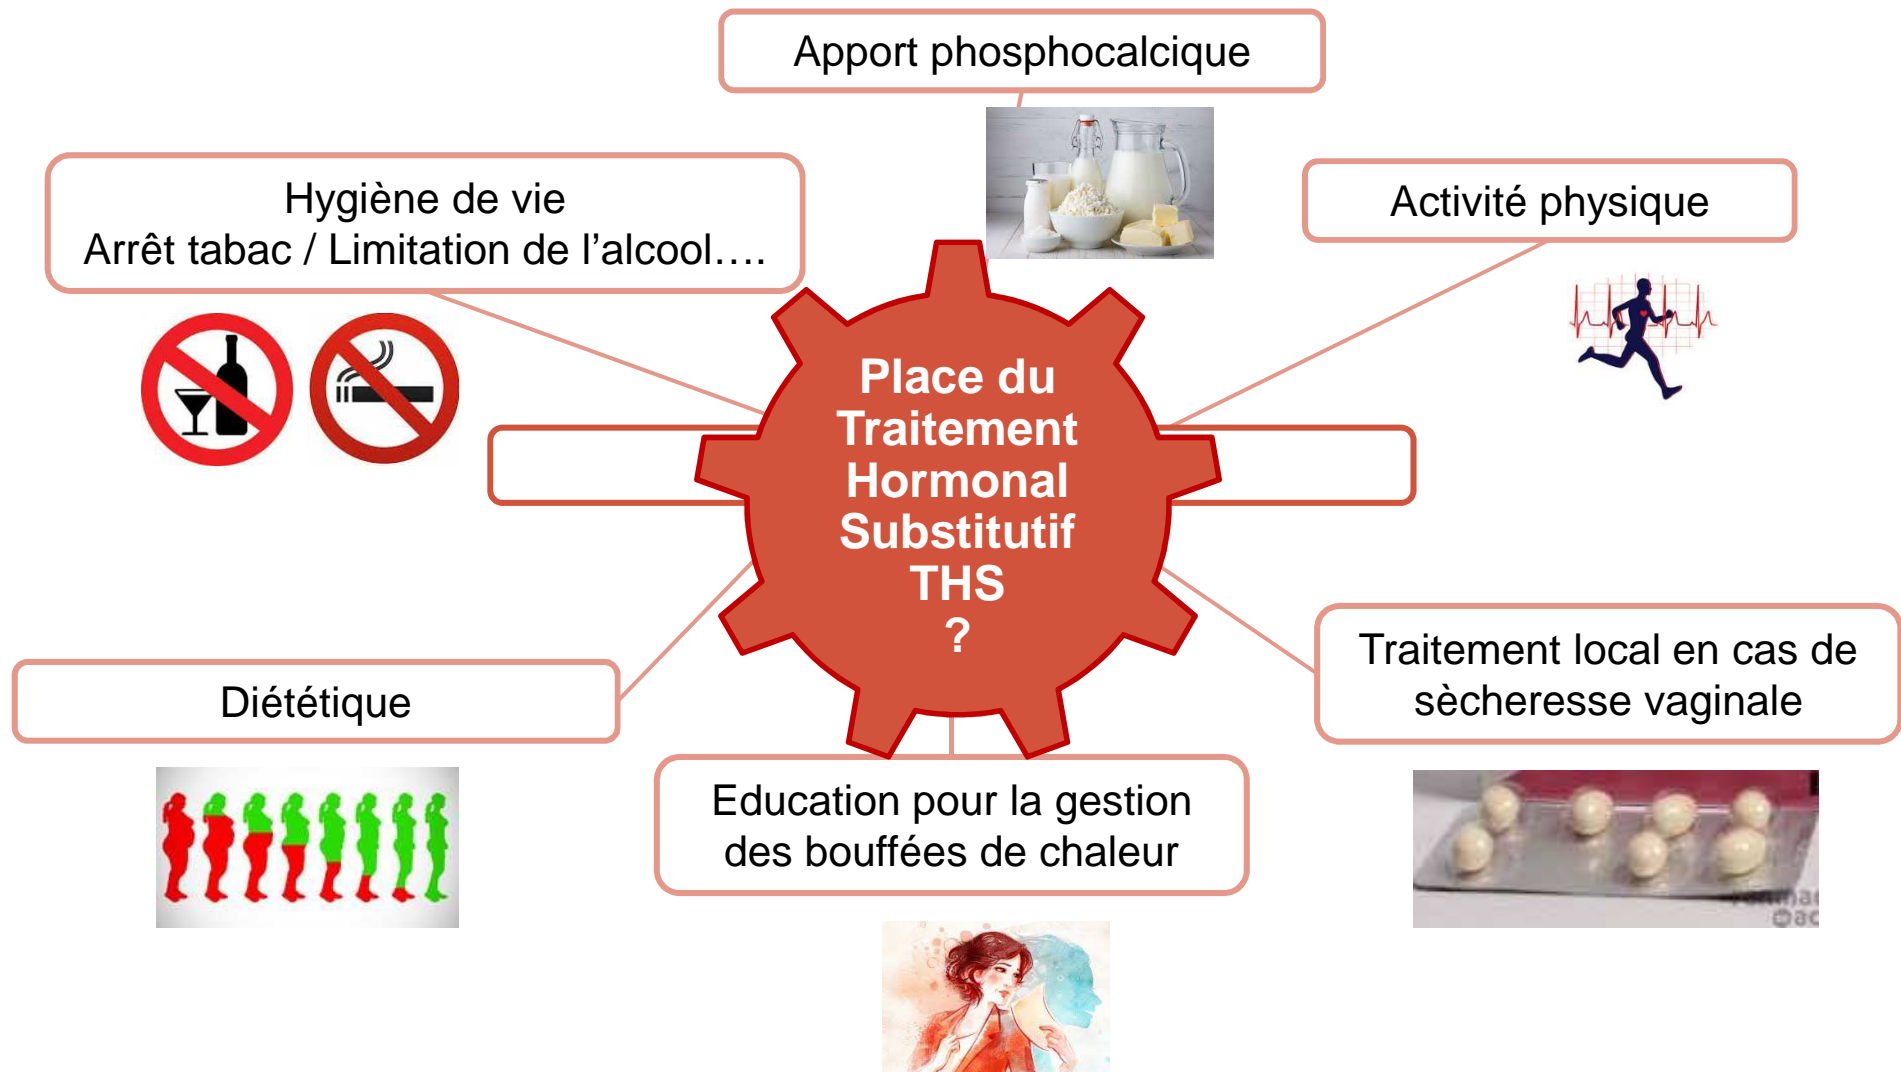 Apport phosphocalcique
Hygiène de vie
Arrêt tabac / Limitation de l’alcool….
Activité physique
Place du
Traitement
Hormonal
Substitutif
THS
?
Diététique
Traitement local en cas de
sècheresse vaginale
Education pour la gestion
des bouffées de chaleur